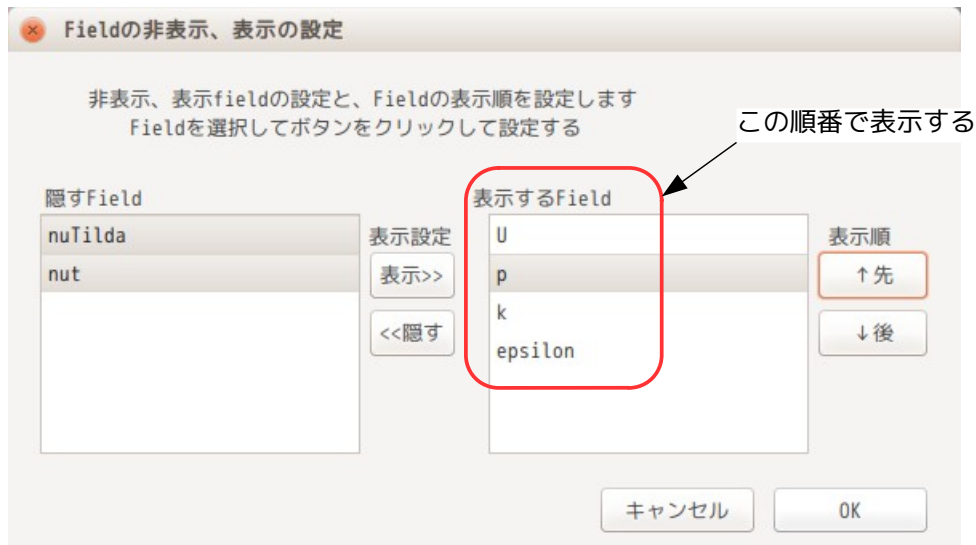 Fieldの非表示、表示の設定
非表示、表示fieldの設定と、Fieldの表示順を設定します
Fieldを選択してボタンをクリックして設定する
この順番で表示する
隠すField
表示するField
nuTilda
nut
表示設定
表示>>
<<隠す
U
p
k
epsilon
表示順
↑先
↓後
キャンセル
OK